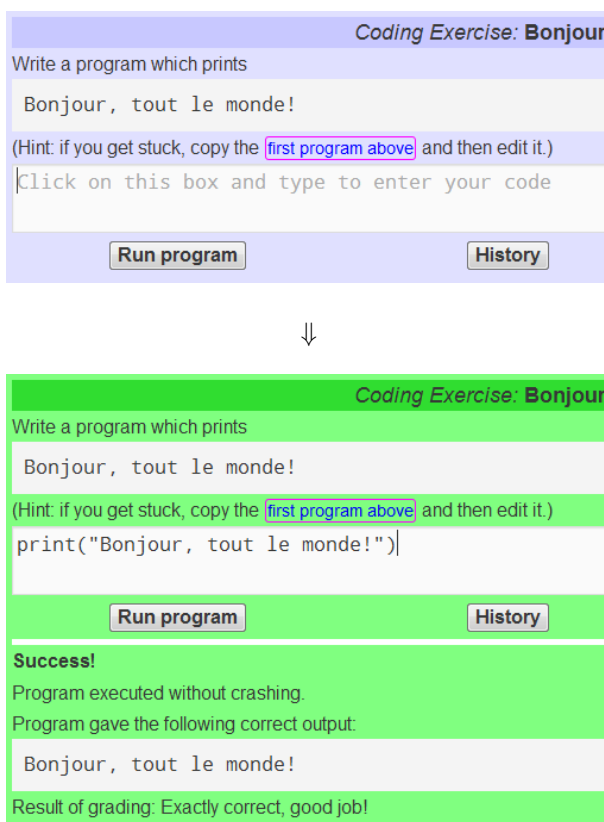 Coding Exercise: Bonjour
Write a program which prints
Bonjour, tout le monde!
(Hint: if you get stuck, copy the first program above and then edit it.)
Click on this box and type to enter your code
Run program History
⇓
Coding Exercise: Bonjour
Write a program which prints
Bonjour, tout le monde!
(Hint: if you get stuck, copy the first program above and then edit it.)
print("Bonjour, tout le monde!")
Run program History
Success!
Program executed without crashing.
Program gave the following correct output:
Bonjour, tout le monde!
Result of grading: Exactly correct, good job!